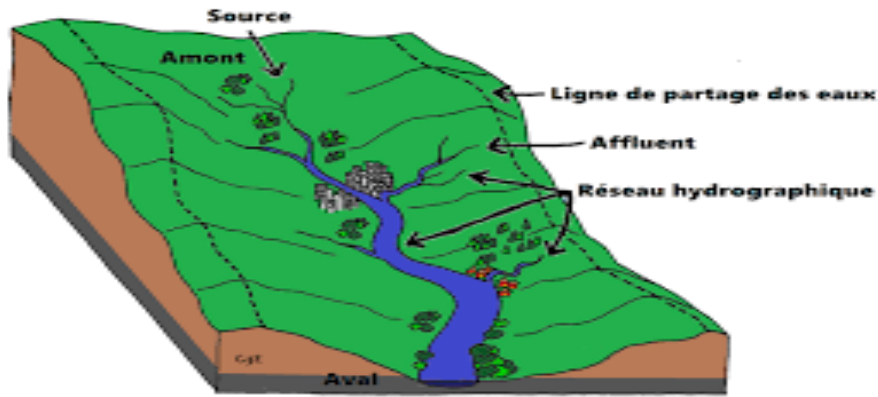 Source
Amont
Ligne de partage des eaux
Affluent
Réseau hydrographique
Aval